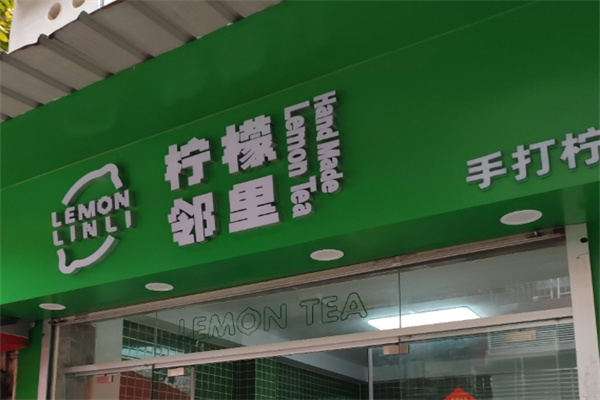 LEMON
LINLI
柠檬
邻里
Hand Made
Lemon Tea
手打柠
LEMON TEA